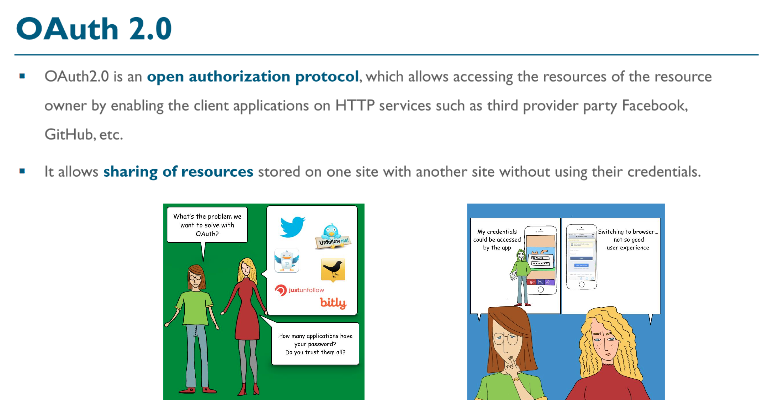 OAuth 2.0
OAuth2.0 is an open authorization protocol, which allows accessing the resources of the resource
owner by enabling the client applications on HTTP services such as third provider party Facebook,
GitHub, etc.
It allows sharing of resources stored on one site with another site without using their credentials.
What's the problem we
want to solve with
OAuth?
justunfollow
bitly
How many applications have
your password?
Do you trust them all?
My credentials
could be accessed
by the app
Switching to browser...
not so good
user experience